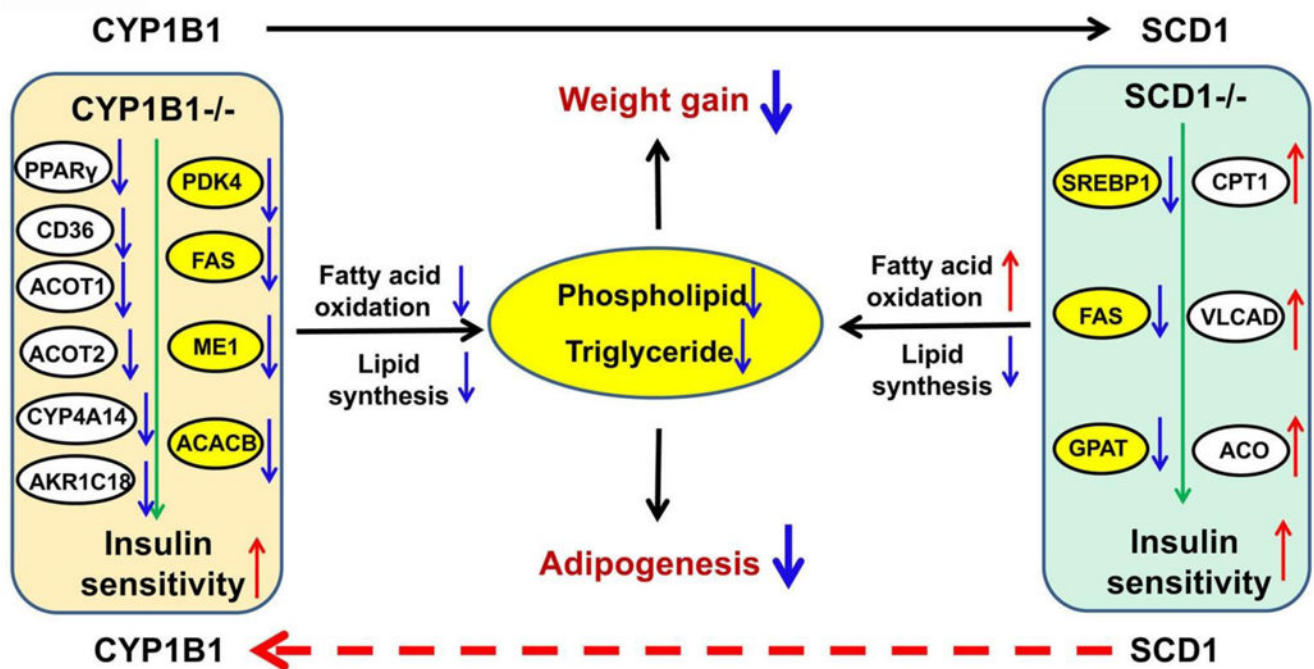 CYP1B1
SCD1
CYP1B1-/-
PPARγ
CD36
ACOT1
ACOT2
CYP4A14
AKR1C18
PDK4
FAS
ME1
ACACB
Insulin
sensitivity
Fatty acid
oxidation
Lipid
synthesis
Weight gain
Phospholipid
Triglyceride
Adipogenesis
Fatty acid
oxidation
Lipid
synthesis
SCD1-/-
SREBP1
FAS
GPAT
CPT1
VLCAD
ACO
Insulin
sensitivity
CYP1B1
SCD1